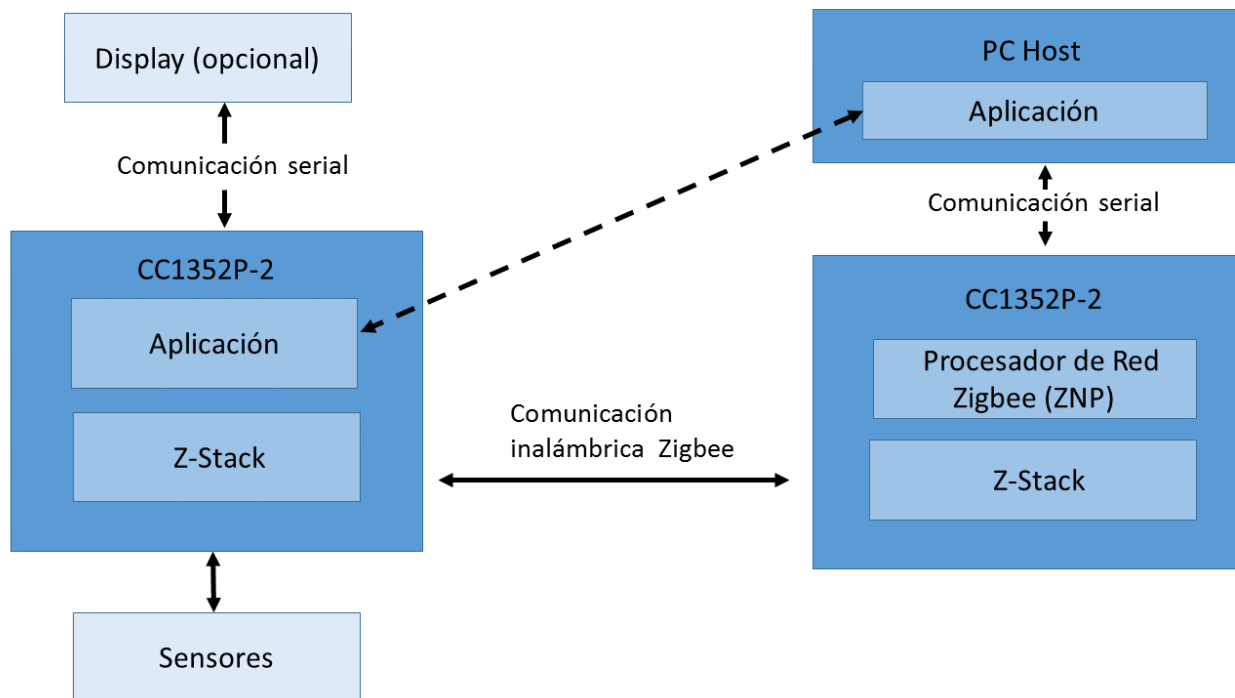 Display (opcional)
Comunicación serial
CC1352P-2
Aplicación
Z-Stack
Sensores
Comunicación
inalámbrica Zigbee
PC Host
Aplicación
Comunicación serial
CC1352P-2
Procesador de Red
Zigbee (ZNP)
Z-Stack